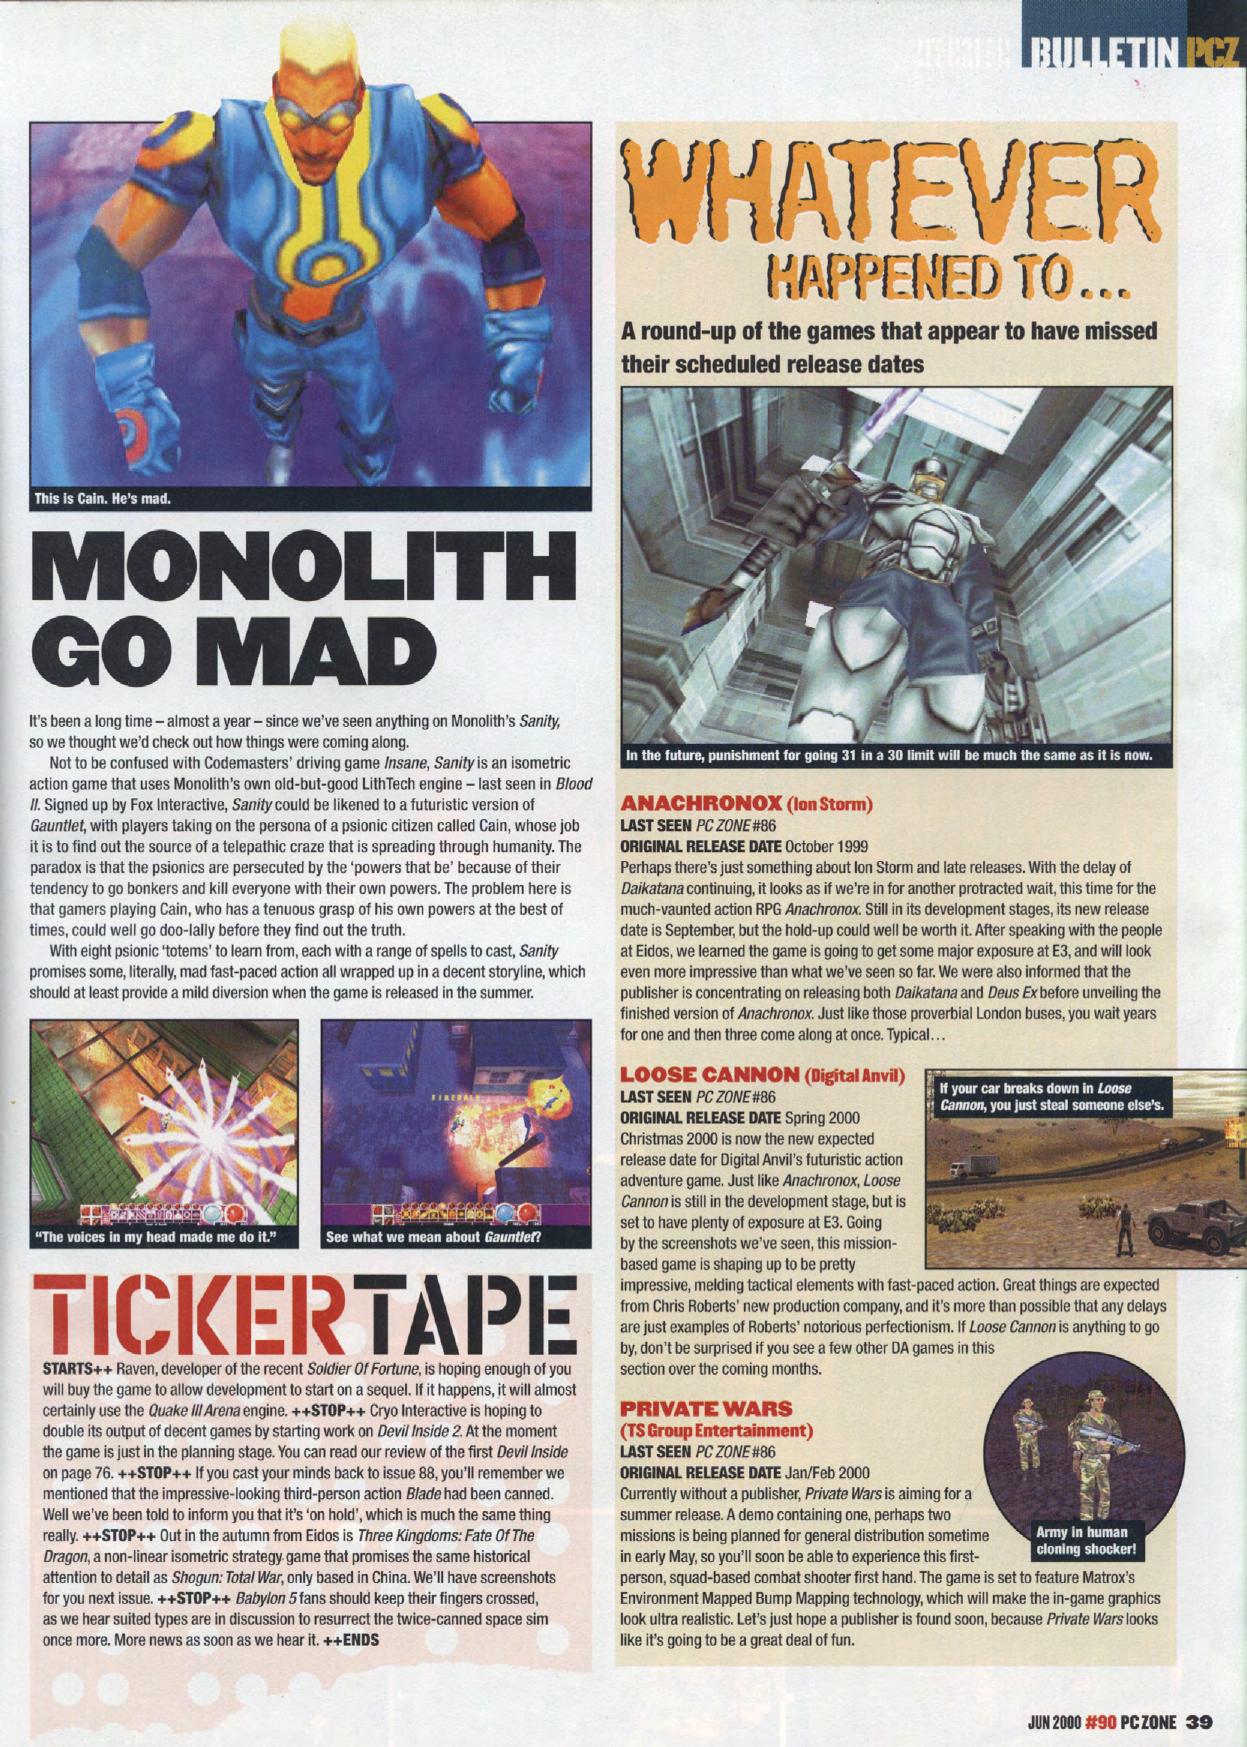 BULLETIN PCZ
This is Cain. He's mad.
MONOLITH
GO MAD
It's been a long time – almost a year – since we've seen anything on Monolith's Sanity,
so we thought we'd check out how things were coming along.
Not to be confused with Codemasters' driving game Insane, Sanity is an isometric
action game that uses Monolith's own old-but-good LithTech engine – last seen in Blood
II. Signed up by Fox Interactive, Sanity could be likened to a futuristic version of
Gauntlet, with players taking on the persona of a psionic citizen called Cain, whose job
it is to find out the source of a telepathic craze that is spreading through humanity. The
paradox is that the psionics are persecuted by the 'powers that be' because of their
tendency to go bonkers and kill everyone with their own powers. The problem here is
that gamers playing Cain, who has a tenuous grasp of his own powers at the best of
times, could well go doo-lally before they find out the truth.
With eight psionic 'totems' to learn from, each with a range of spells to cast, Sanity
promises some, literally, mad fast-paced action all wrapped up in a decent storyline, which
should at least provide a mild diversion when the game is released in the summer.
"The voices in my head made me do it."
FIREBALL
See what we mean about Gauntlet?
TICKERTAPE
STARTS++ Raven, developer of the recent Soldier Of Fortune, is hoping enough of you
will buy the game to allow development to start on a sequel. If it happens, it will almost
certainly use the Quake III Arena engine. ++STOP++ Cryo Interactive is hoping to
double its output of decent games by starting work on Devil Inside 2. At the moment
the game is just in the planning stage. You can read our review of the first Devil Inside
on page 76. ++STOP++ If you cast your minds back to issue 88, you'll remember we
mentioned that the impressive-looking third-person action Blade had been canned.
Well we've been told to inform you that it's 'on hold', which is much the same thing
really. ++STOP++ Out in the autumn from Eidos is Three Kingdoms: Fate Of The
Dragon, a non-linear isometric strategy game that promises the same historical
attention to detail as Shogun: Total War, only based in China. We'll have screenshots
for you next issue. ++STOP++ Babylon 5 fans should keep their fingers crossed,
as we hear suited types are in discussion to resurrect the twice-canned space sim
once more. More news as soon as we hear it. ++ENDS
WHATEVER
HAPPENED TO...
A round-up of the games that appear to have missed
their scheduled release dates
In the future, punishment for going 31 in a 30 limit will be much the same as it is now.
ANACHRONOX (Ion Storm)
LAST SEEN PC ZONE #86
ORIGINAL RELEASE DATE October 1999
Perhaps there's just something about Ion Storm and late releases. With the delay of
Daikatana continuing, it looks as if we're in for another protracted wait, this time for the
much-vaunted action RPG Anachronox. Still in its development stages, its new release
date is September, but the hold-up could well be worth it. After speaking with the people
at Eidos, we learned the game is going to get some major exposure at E3, and will look
even more impressive than what we've seen so far. We were also informed that the
publisher is concentrating on releasing both Daikatana and Deus Ex before unveiling the
finished version of Anachronox. Just like those proverbial London buses, you wait years
for one and then three come along at once. Typical...
LOOSE CANNON (Digital Anvil)
LAST SEEN PC ZONE #86
ORIGINAL RELEASE DATE Spring 2000
Christmas 2000 is now the new expected
release date for Digital Anvil's futuristic action
adventure game. Just like Anachronox, Loose
Cannon is still in the development stage, but is
set to have plenty of exposure at E3. Going
by the screenshots we've seen, this mission-
based game is shaping up to be pretty
impressive, melding tactical elements with fast-paced action. Great things are expected
from Chris Roberts' new production company, and it's more than possible that any delays
are just examples of Roberts' notorious perfectionism. If Loose Cannon is anything to go
by, don't be surprised if you see a few other DA games in this
section over the coming months.
If your car breaks down in Loose
Cannon, you just steal someone else's.
PRIVATE WARS
(TS Group Entertainment)
LAST SEEN PC ZONE #86
ORIGINAL RELEASE DATE Jan/Feb 2000
Currently without a publisher, Private Wars is aiming for a
summer release. A demo containing one, perhaps two
missions is being planned for general distribution sometime
in early May, so you'll soon be able to experience this first-
person, squad-based combat shooter first hand. The game is set to feature Matrox's
Environment Mapped Bump Mapping technology, which will make the in-game graphics
look ultra realistic. Let's just hope a publisher is found soon, because Private Wars looks
like it's going to be a great deal of fun.
Army in human
cloning shocker!
JUN 2000 #90 PC ZONE 39